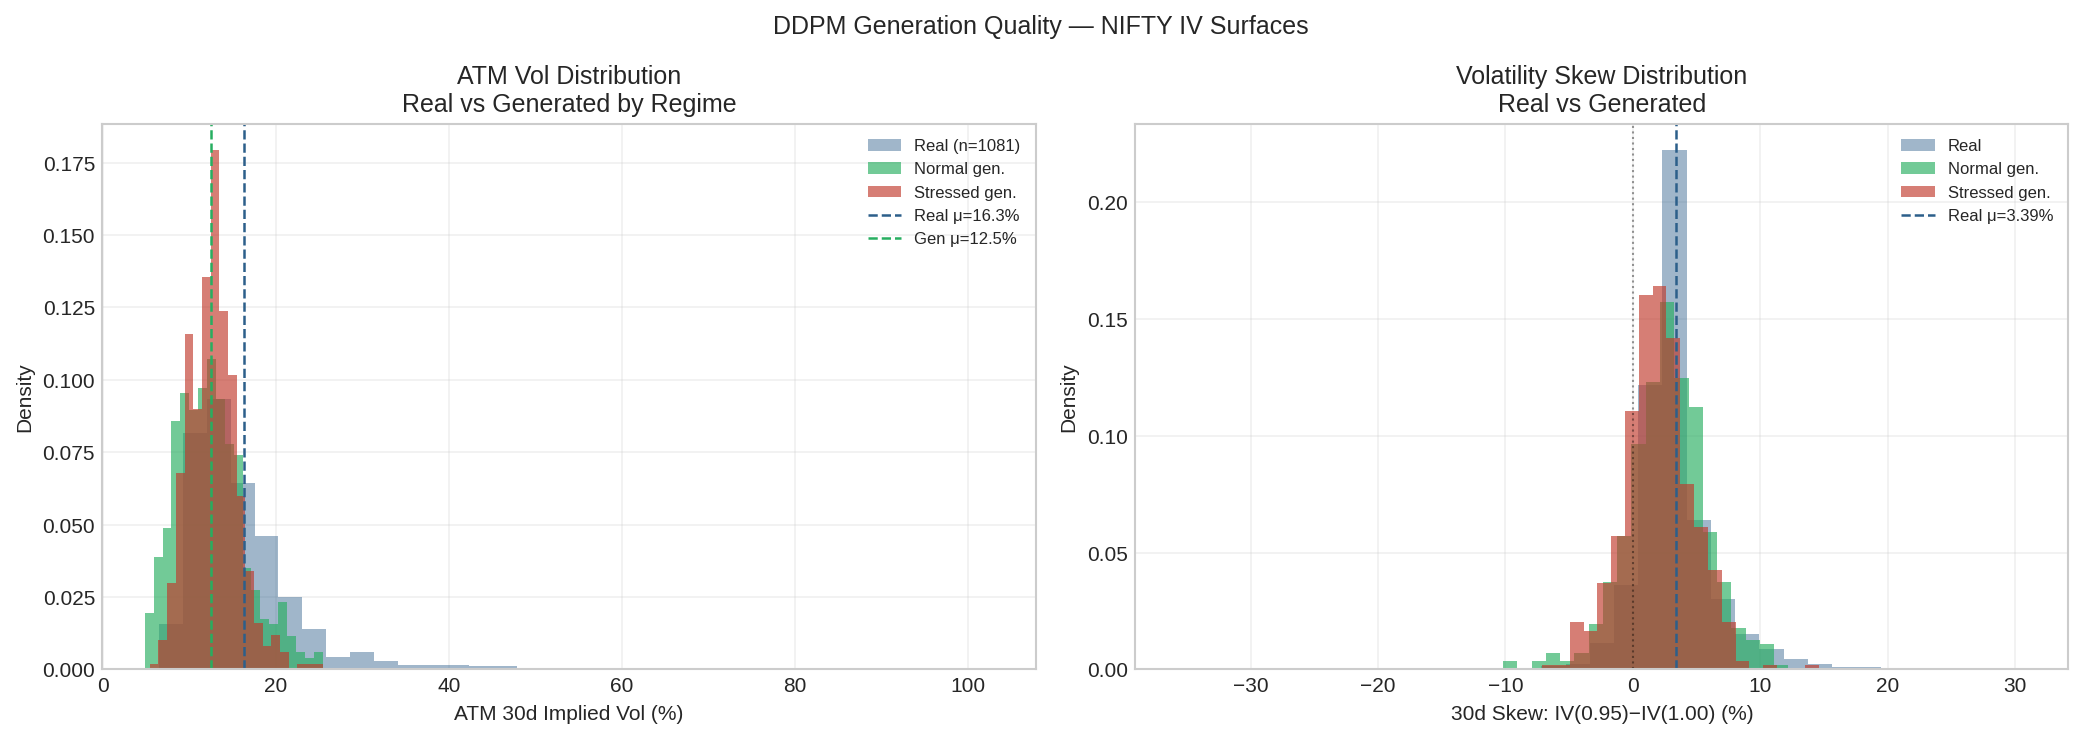 DDPM Generation Quality — NIFTY IV Surfaces
ATM Vol Distribution
Real vs Generated by Regime
Density
0.175
0.150
0.125
0.100
0.075
0.050
0.025
0.000
0 20 40 60 80 100
ATM 30d Implied Vol (%)
Real (n=1081)
Normal gen.
Stressed gen.
Real μ=16.3%
Gen μ=12.5%
Volatility Skew Distribution
Real vs Generated
Density
0.20
0.15
0.10
0.05
0.00
−30 −20 −10 0 10 20 30
30d Skew: IV(0.95)−IV(1.00) (%)
Real
Normal gen.
Stressed gen.
Real μ=3.39%